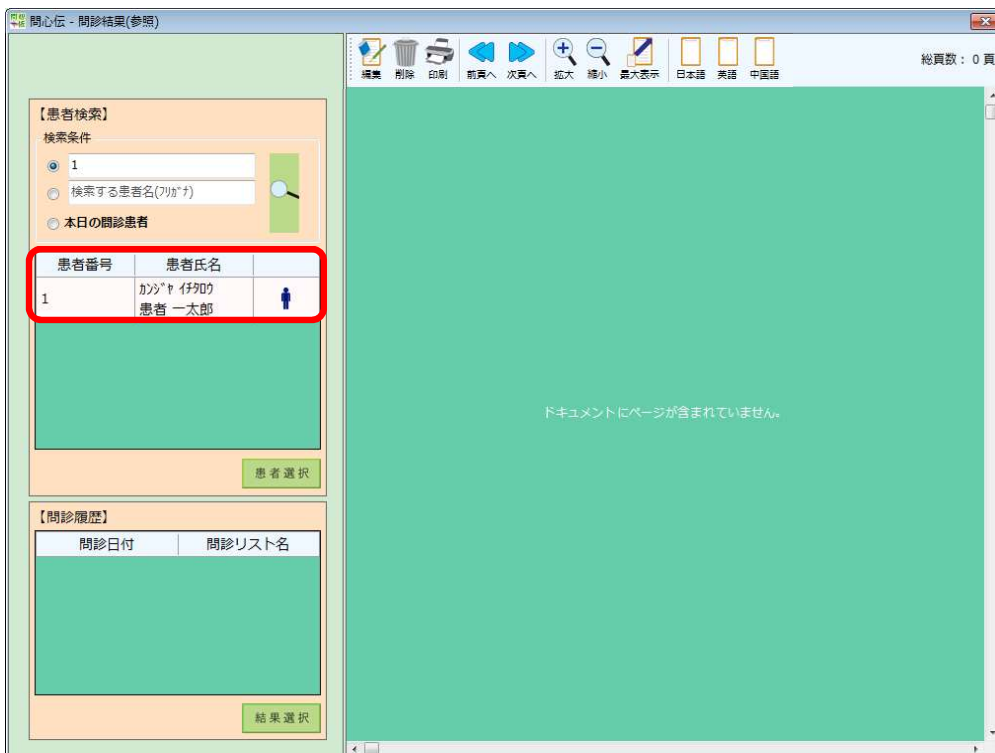 問心伝 - 問診結果(参照)
編集 削除 印刷 前頁へ 次頁へ 拡大 縮小 最大表示 日本語 英語 中国語
総頁数: 0 頁
【患者検索】
検索条件
1
検索する患者名(フリガナ)
本日の問診患者
患者番号 患者氏名
1
カンジャ イチタロウ
患者 一太郎
患者選択
【問診履歴】
問診日付 問診リスト名
結果選択
ドキュメントにページが含まれていません。